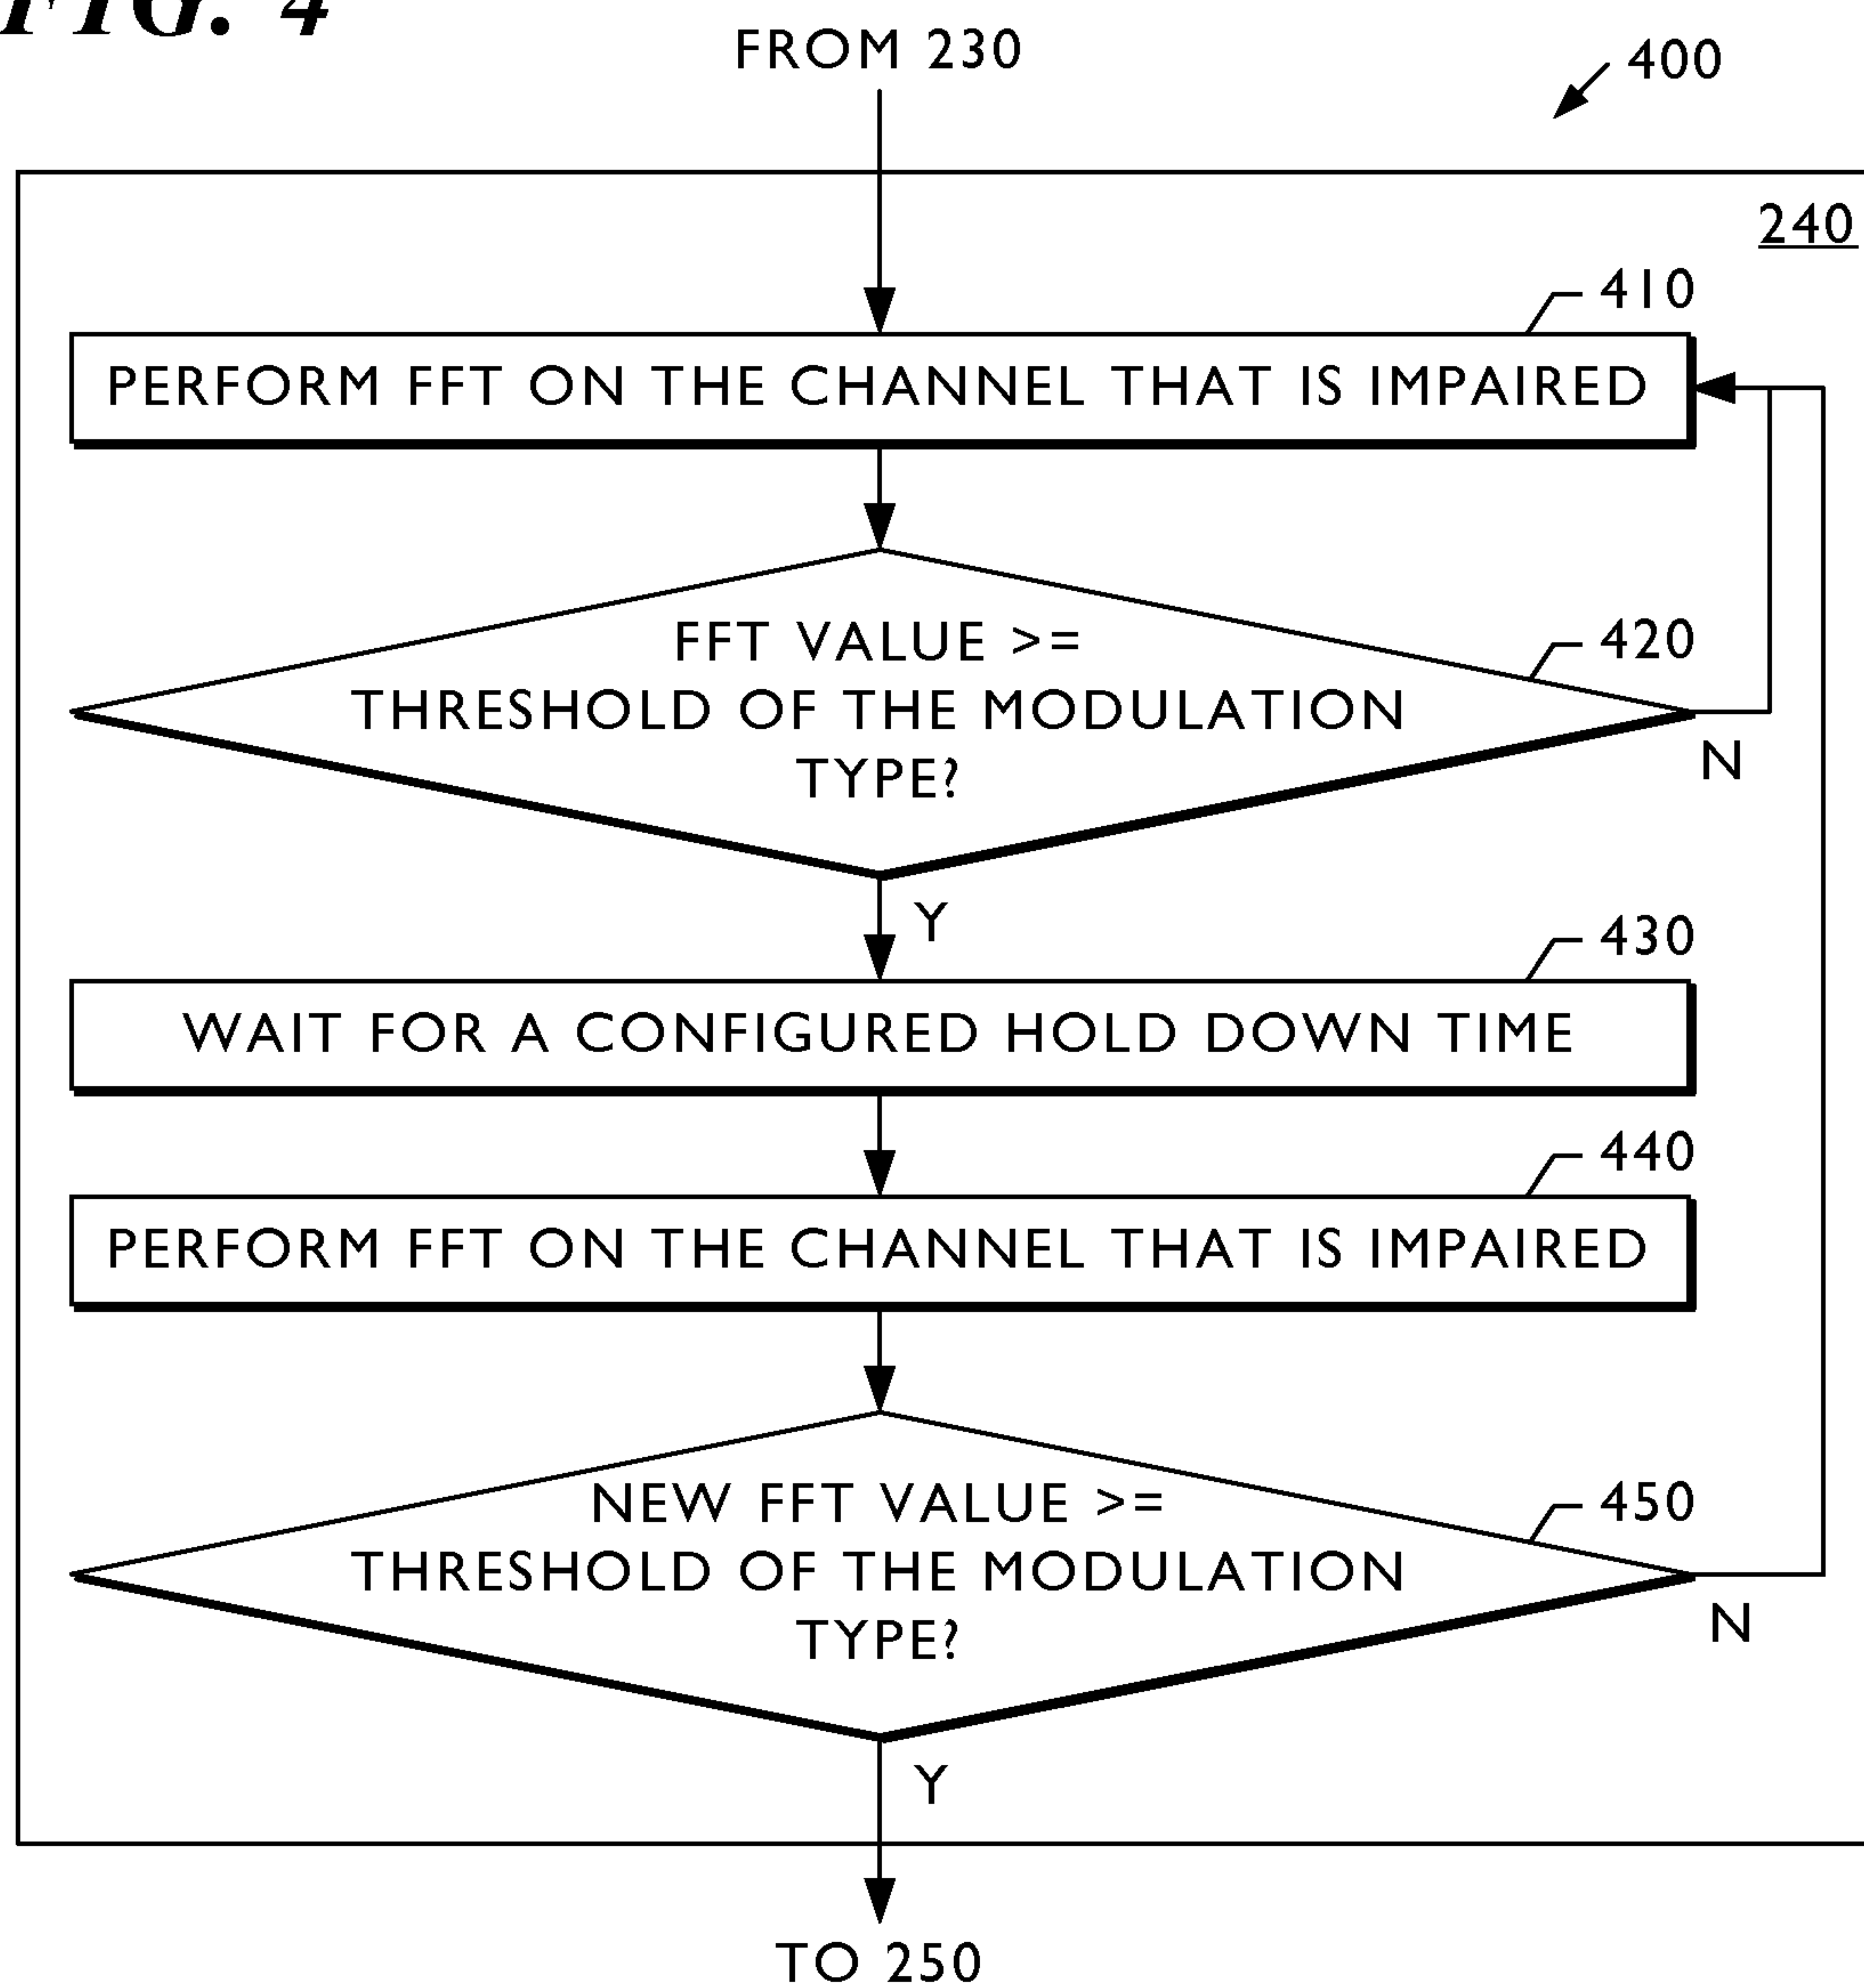 FIG. 4
FROM 230
400
240
410
PERFORM FFT ON THE CHANNEL THAT IS IMPAIRED
FFT VALUE >=
420
THRESHOLD OF THE MODULATION
TYPE?
N
Y
430
WAIT FOR A CONFIGURED HOLD DOWN TIME
440
PERFORM FFT ON THE CHANNEL THAT IS IMPAIRED
NEW FFT VALUE >=
450
THRESHOLD OF THE MODULATION
TYPE?
N
Y
TO 250